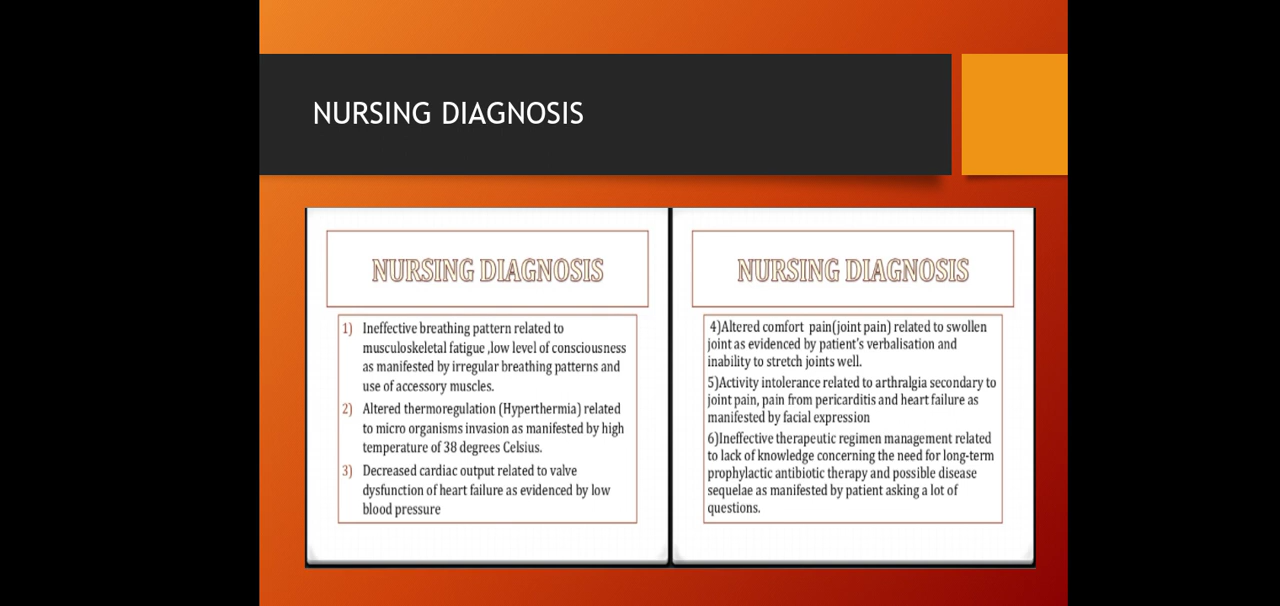 NURSING DIAGNOSIS
NURSING DIAGNOSIS
1) Ineffective breathing pattern related to
musculoskeletal fatigue ,low level of consciousness
as manifested by irregular breathing patterns and
use of accessory muscles.
2) Altered thermoregulation (Hyperthermia) related
to micro organisms invasion as manifested by high
temperature of 38 degrees Celsius.
3) Decreased cardiac output related to valve
dysfunction of heart failure as evidenced by low
blood pressure
NURSING DIAGNOSIS
4)Altered comfort pain(joint pain) related to swollen
joint as evidenced by patient's verbalisation and
inability to stretch joints well.
5)Activity intolerance related to arthralgia secondary to
joint pain, pain from pericarditis and heart failure as
manifested by facial expression
6)Ineffective therapeutic regimen management related
to lack of knowledge concerning the need for long-term
prophylactic antibiotic therapy and possible disease
sequelae as manifested by patient asking a lot of
questions.